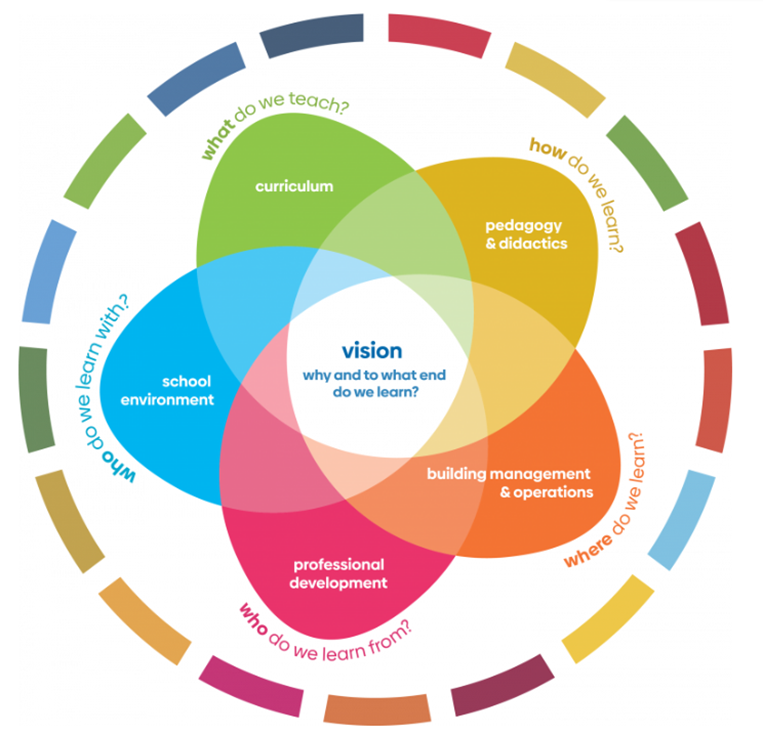 what do we teach?
curriculum
how do we learn?
pedagogy
& didactics
vision
why and to what end
do we learn?
who do we learn with?
school
environment
building management
& operations
where do we learn?
professional
development
who do we learn from?